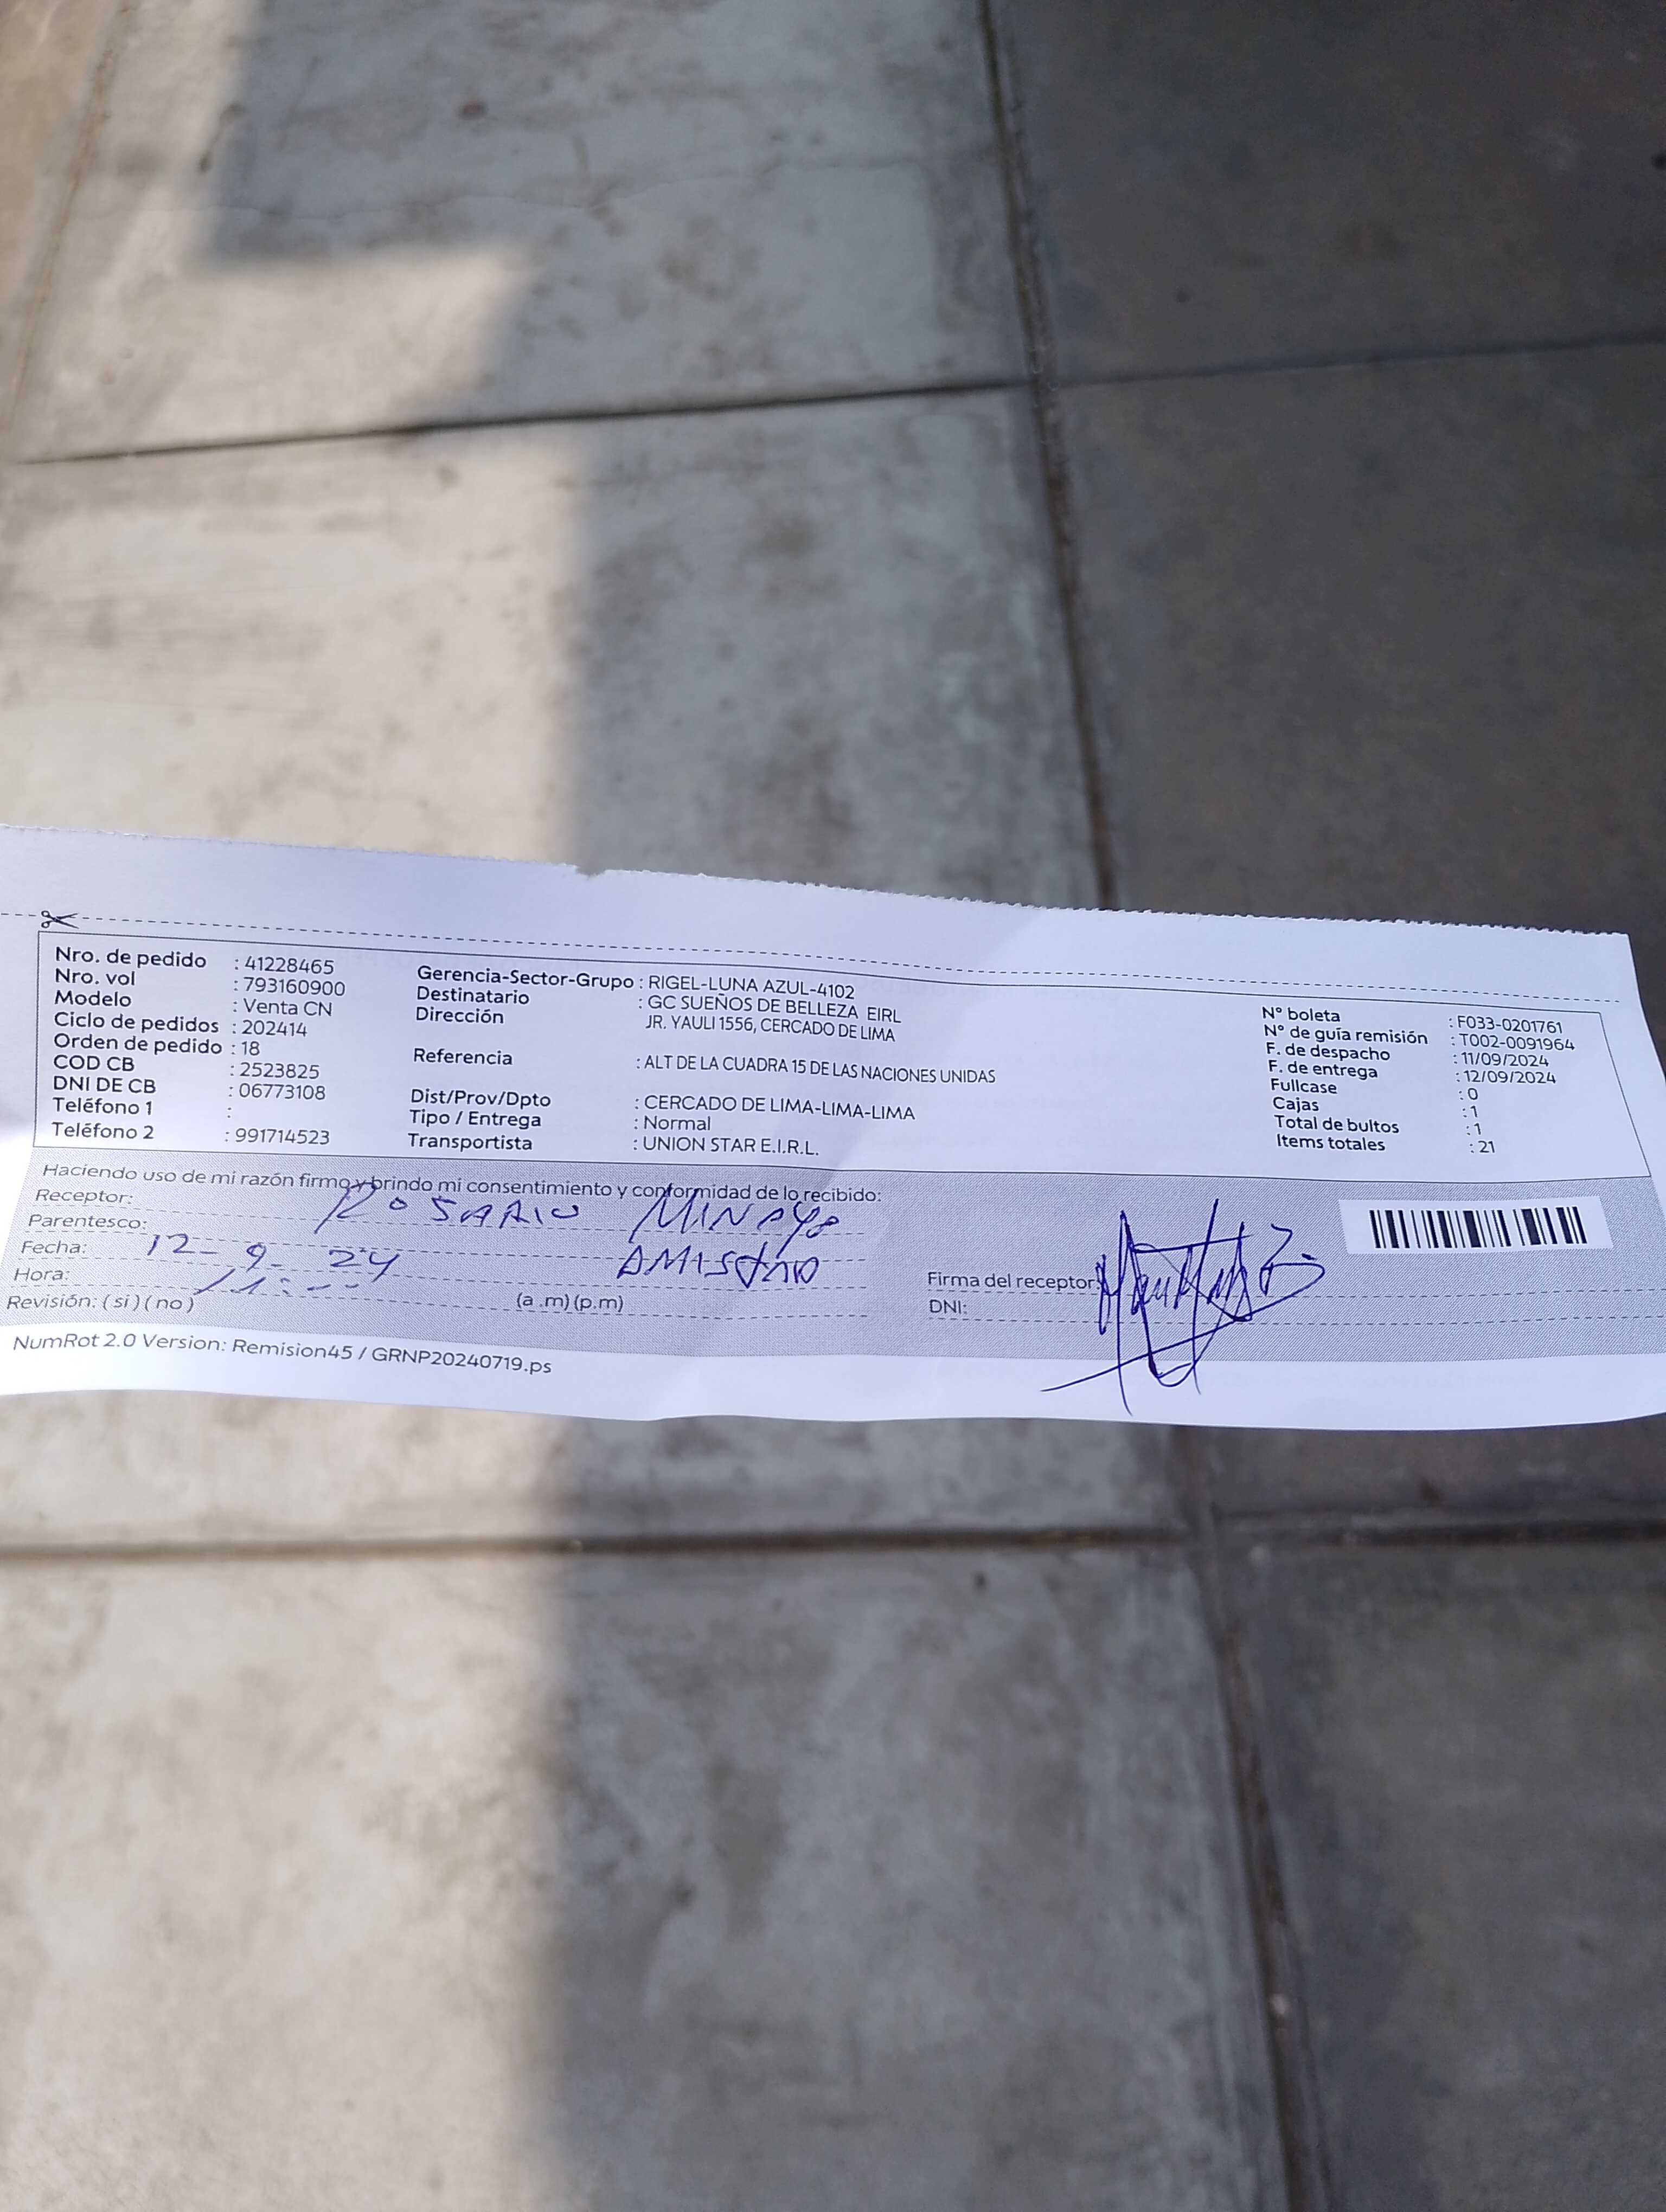 Nro. de pedido : 41228465
Nro. vol : 793160900
Modelo : Venta CN
Ciclo de pedidos : 202414
Orden de pedido : 18
COD CB : 2523825
DNI DE CB : 06773108
Teléfono 1 :
Teléfono 2 : 991714523
Gerencia-Sector-Grupo : RIGEL-LUNA AZUL-4102
Destinatario : GC SUEÑOS DE BELLEZA EIRL
Dirección JR. YAULI 1556, CERCADO DE LIMA
Referencia : ALT DE LA CUADRA 15 DE LAS NACIONES UNIDAS
Dist/Prov/Dpto : CERCADO DE LIMA-LIMA-LIMA
Tipo / Entrega : Normal
Transportista : UNION STAR E.I.R.L.
N° boleta : F033-0201761
N° de guía remisión : T002-0091964
F. de despacho : 11/09/2024
F. de entrega : 12/09/2024
Fullcase : 0
Cajas : 1
Total de bultos : 1
Items totales : 21
Haciendo uso de mi razón firmo y brindo mi consentimiento y conformidad de lo recibido:
Receptor: ROSARIO MINAYO
Parentesco: AMISTAD
Fecha: 12-9-24
Hora: (a .m) (p.m)
Revisión: ( si ) ( no )
Firma del receptor:
DNI:
NumRot 2.0 Version: Remision45 / GRNP20240719.ps